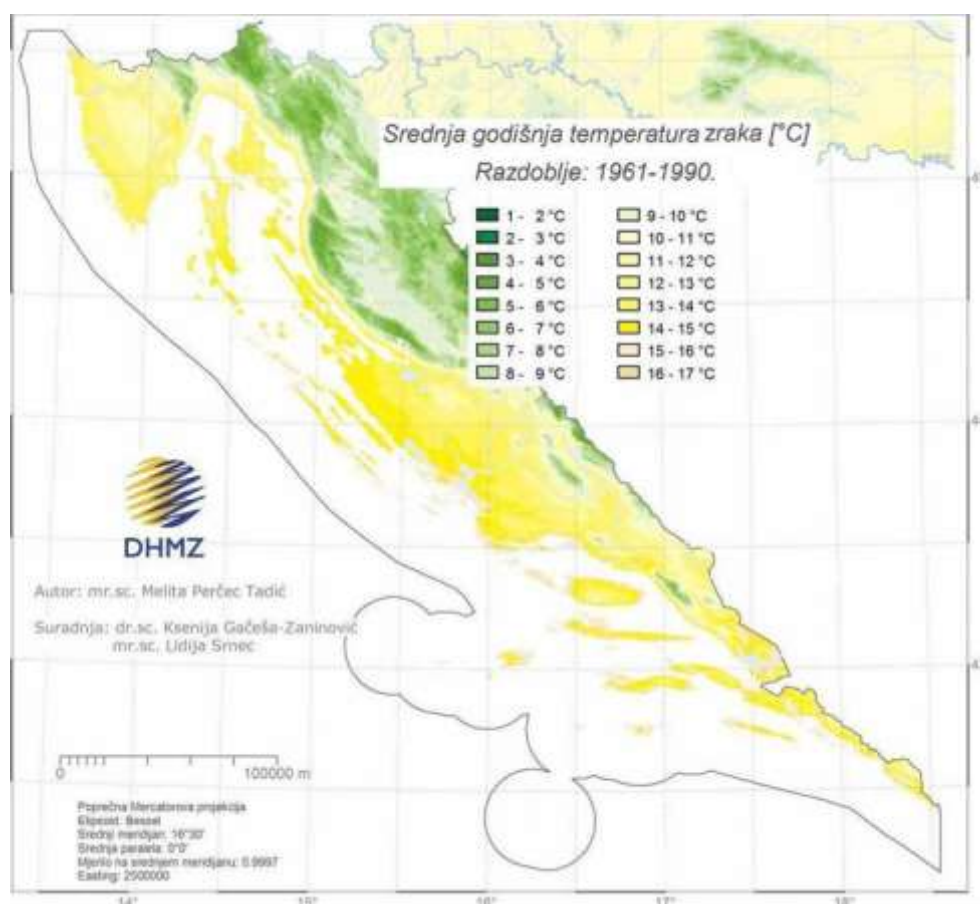 Srednja godišnja temperatura zraka [°C]
Razdoblje: 1961-1990.
1 - 2 °C
2 - 3 °C
3 - 4 °C
4 - 5 °C
5 - 6 °C
6 - 7 °C
7 - 8 °C
8 - 9 °C
9 - 10 °C
10 - 11 °C
11 - 12 °C
12 - 13 °C
13 - 14 °C
14 - 15 °C
15 - 16 °C
16 - 17 °C
DHMZ
Autor: mr.sc. Melita Perčec Tadić
Suradnja: dr.sc. Ksenija Gačeša-Zaninović
mr.sc. Lidija Srnec
0 100000 m
Poprečna Mercatorova projekcija
Elipsoid: Bessel
Srednji meridijan: 16°30'
Srednja paralela: 0°0'
Mjerilo na srednjem meridijanu: 0.9997
Easting: 2500000
14° 15° 16° 17° 18°